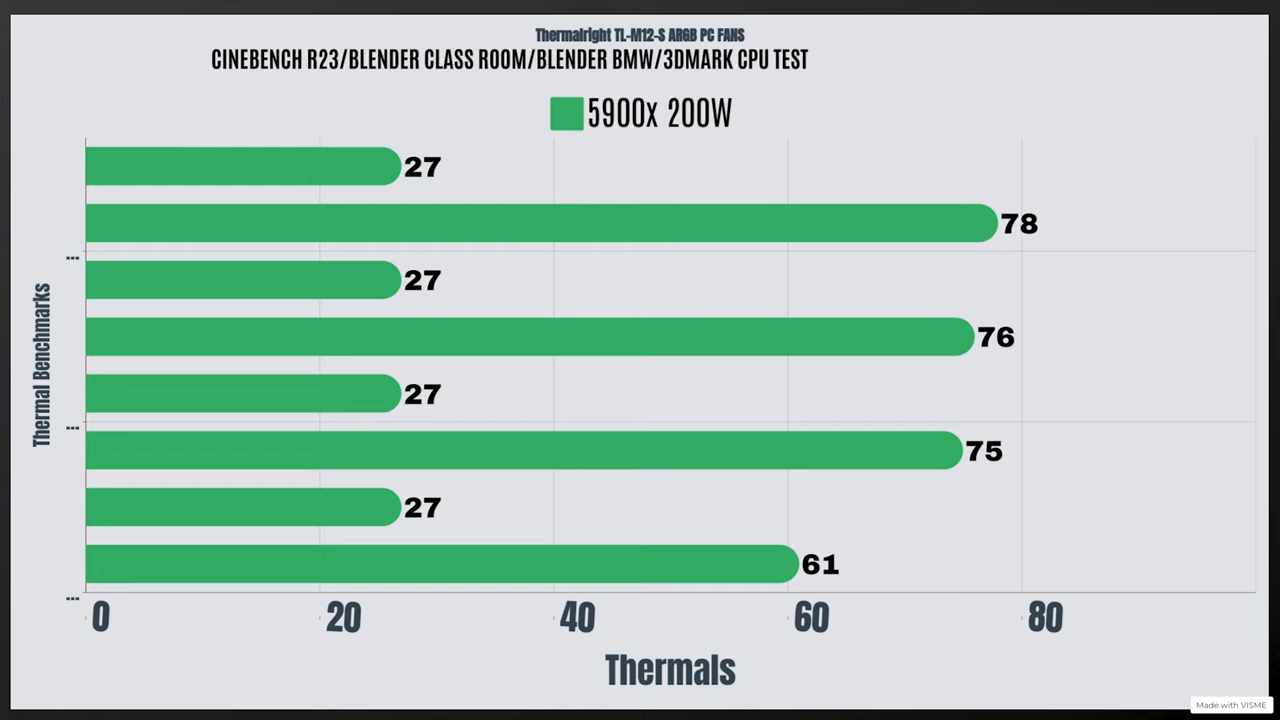 Thermalright TL-M12-S ARGB PC FANS
CINEBENCH R23/BLENDER CLASS ROOM/BLENDER BMW/3DMARK CPU TEST
5900x 200W
27
78
...
27
76
Thermal Benchmarks
27
...
75
27
61
...
0 20 40 60 80
Thermals
Made with VISME